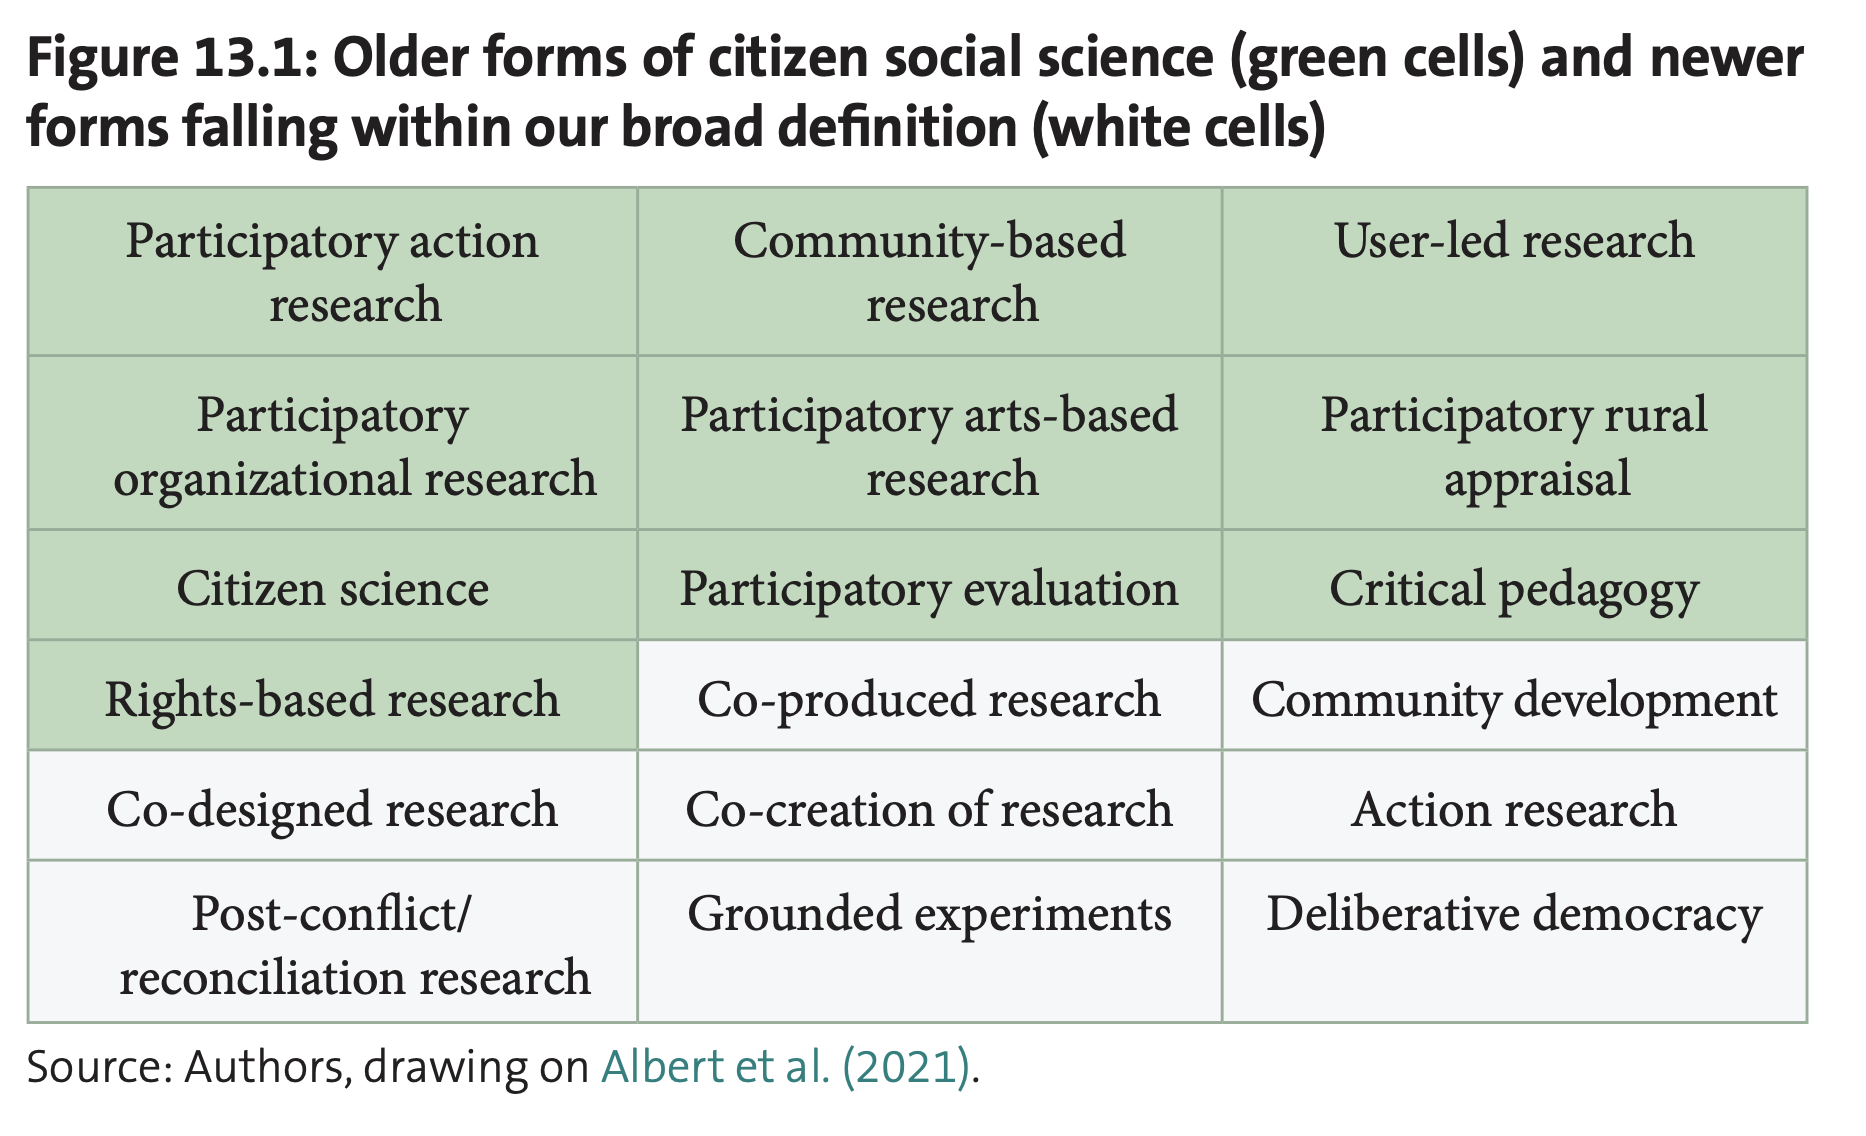 Figure 13.1: Older forms of citizen social science (green cells) and newer
forms falling within our broad definition (white cells)
Participatory action
research
Community-based
research
User-led research
Participatory
organizational research
Participatory arts-based
research
Participatory rural
appraisal
Citizen science
Participatory evaluation
Critical pedagogy
Rights-based research
Co-produced research
Community development
Co-designed research
Co-creation of research
Action research
Post-conflict/
reconciliation research
Grounded experiments
Deliberative democracy
Source: Authors, drawing on Albert et al. (2021).